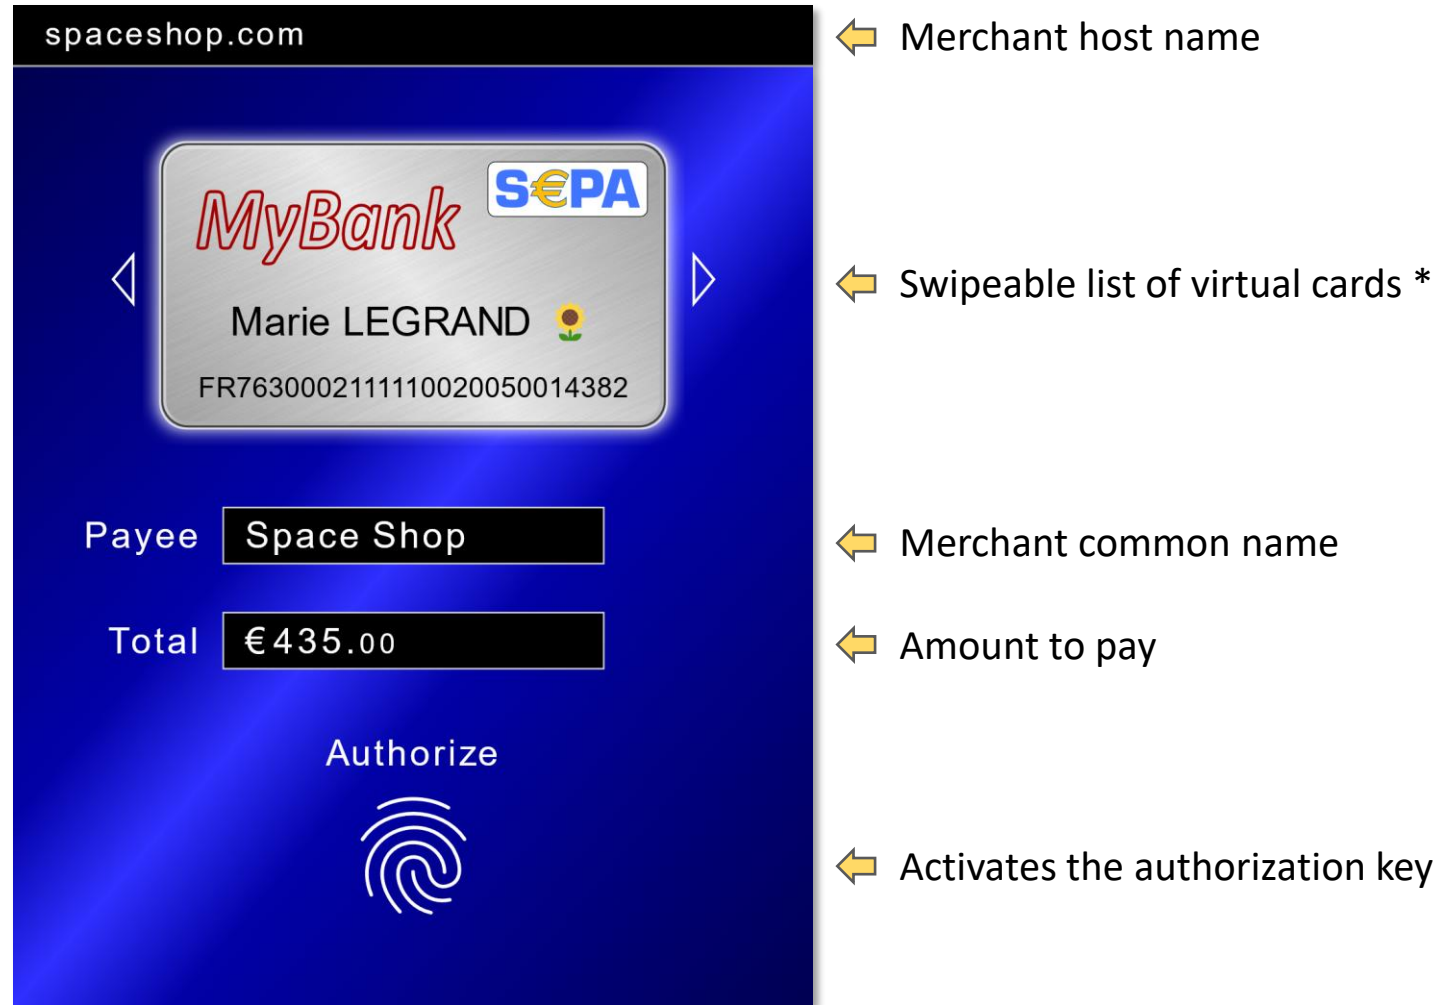 spaceshop.com
Merchant host name
MyBank
S€PA
Swipeable list of virtual cards *
Marie LEGRAND
FR7630002111110020050014382
Payee
Space Shop
Merchant common name
Total
€435.00
Amount to pay
Authorize
Activates the authorization key